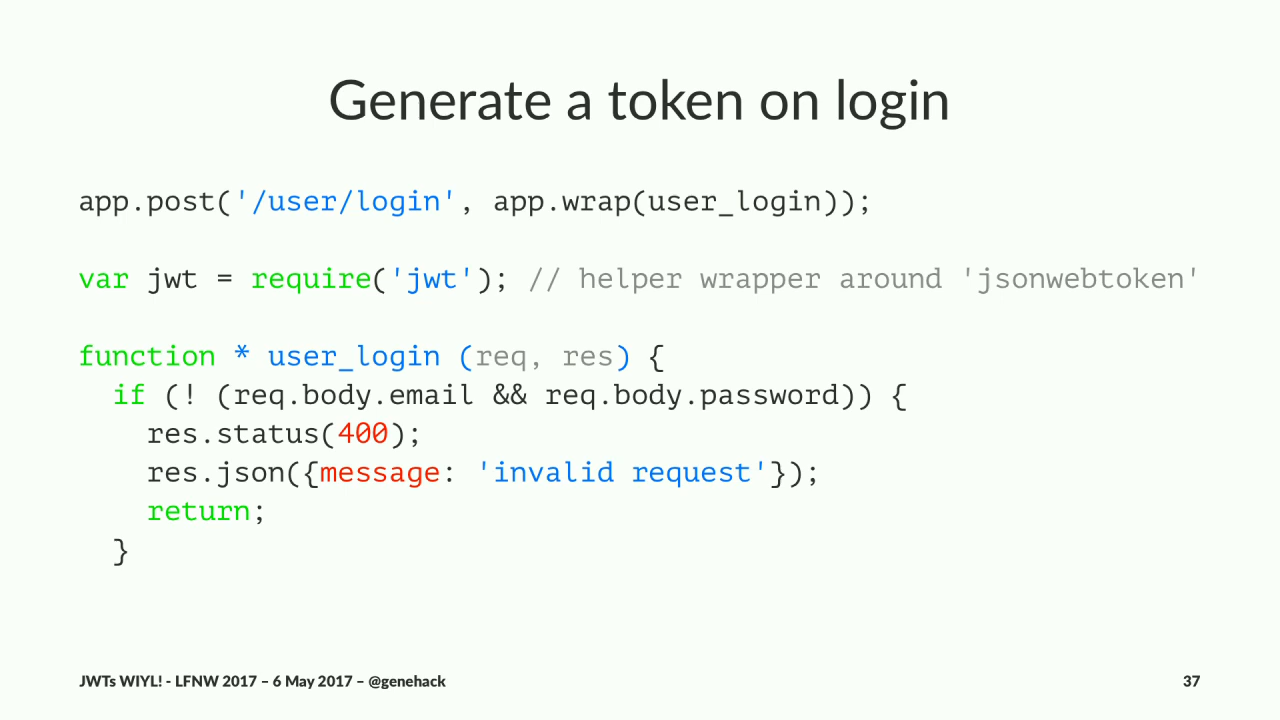 Generate a token on login
app.post('/user/login', app.wrap(user_login));
var jwt = require('jwt'); // helper wrapper around 'jsonwebtoken'
function * user_login (req, res) {
  if (! (req.body.email && req.body.password)) {
    res.status(400);
    res.json({message: 'invalid request'});
    return;
  }
JWTs WIYL! - LFNW 2017 – 6 May 2017 – @genehack
37